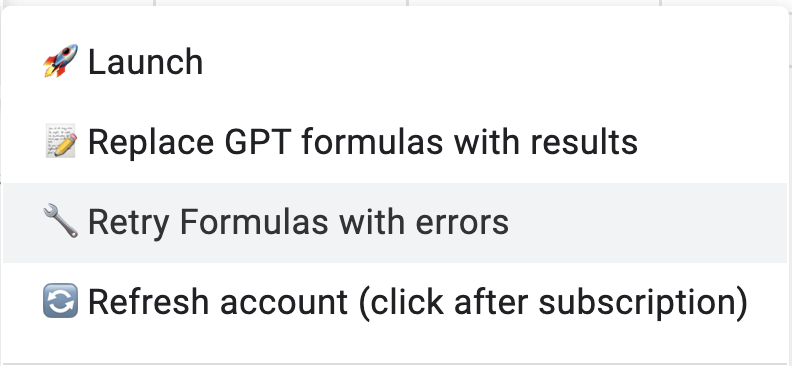 🚀 Launch
📝 Replace GPT formulas with results
🔧 Retry Formulas with errors
🔄 Refresh account (click after subscription)